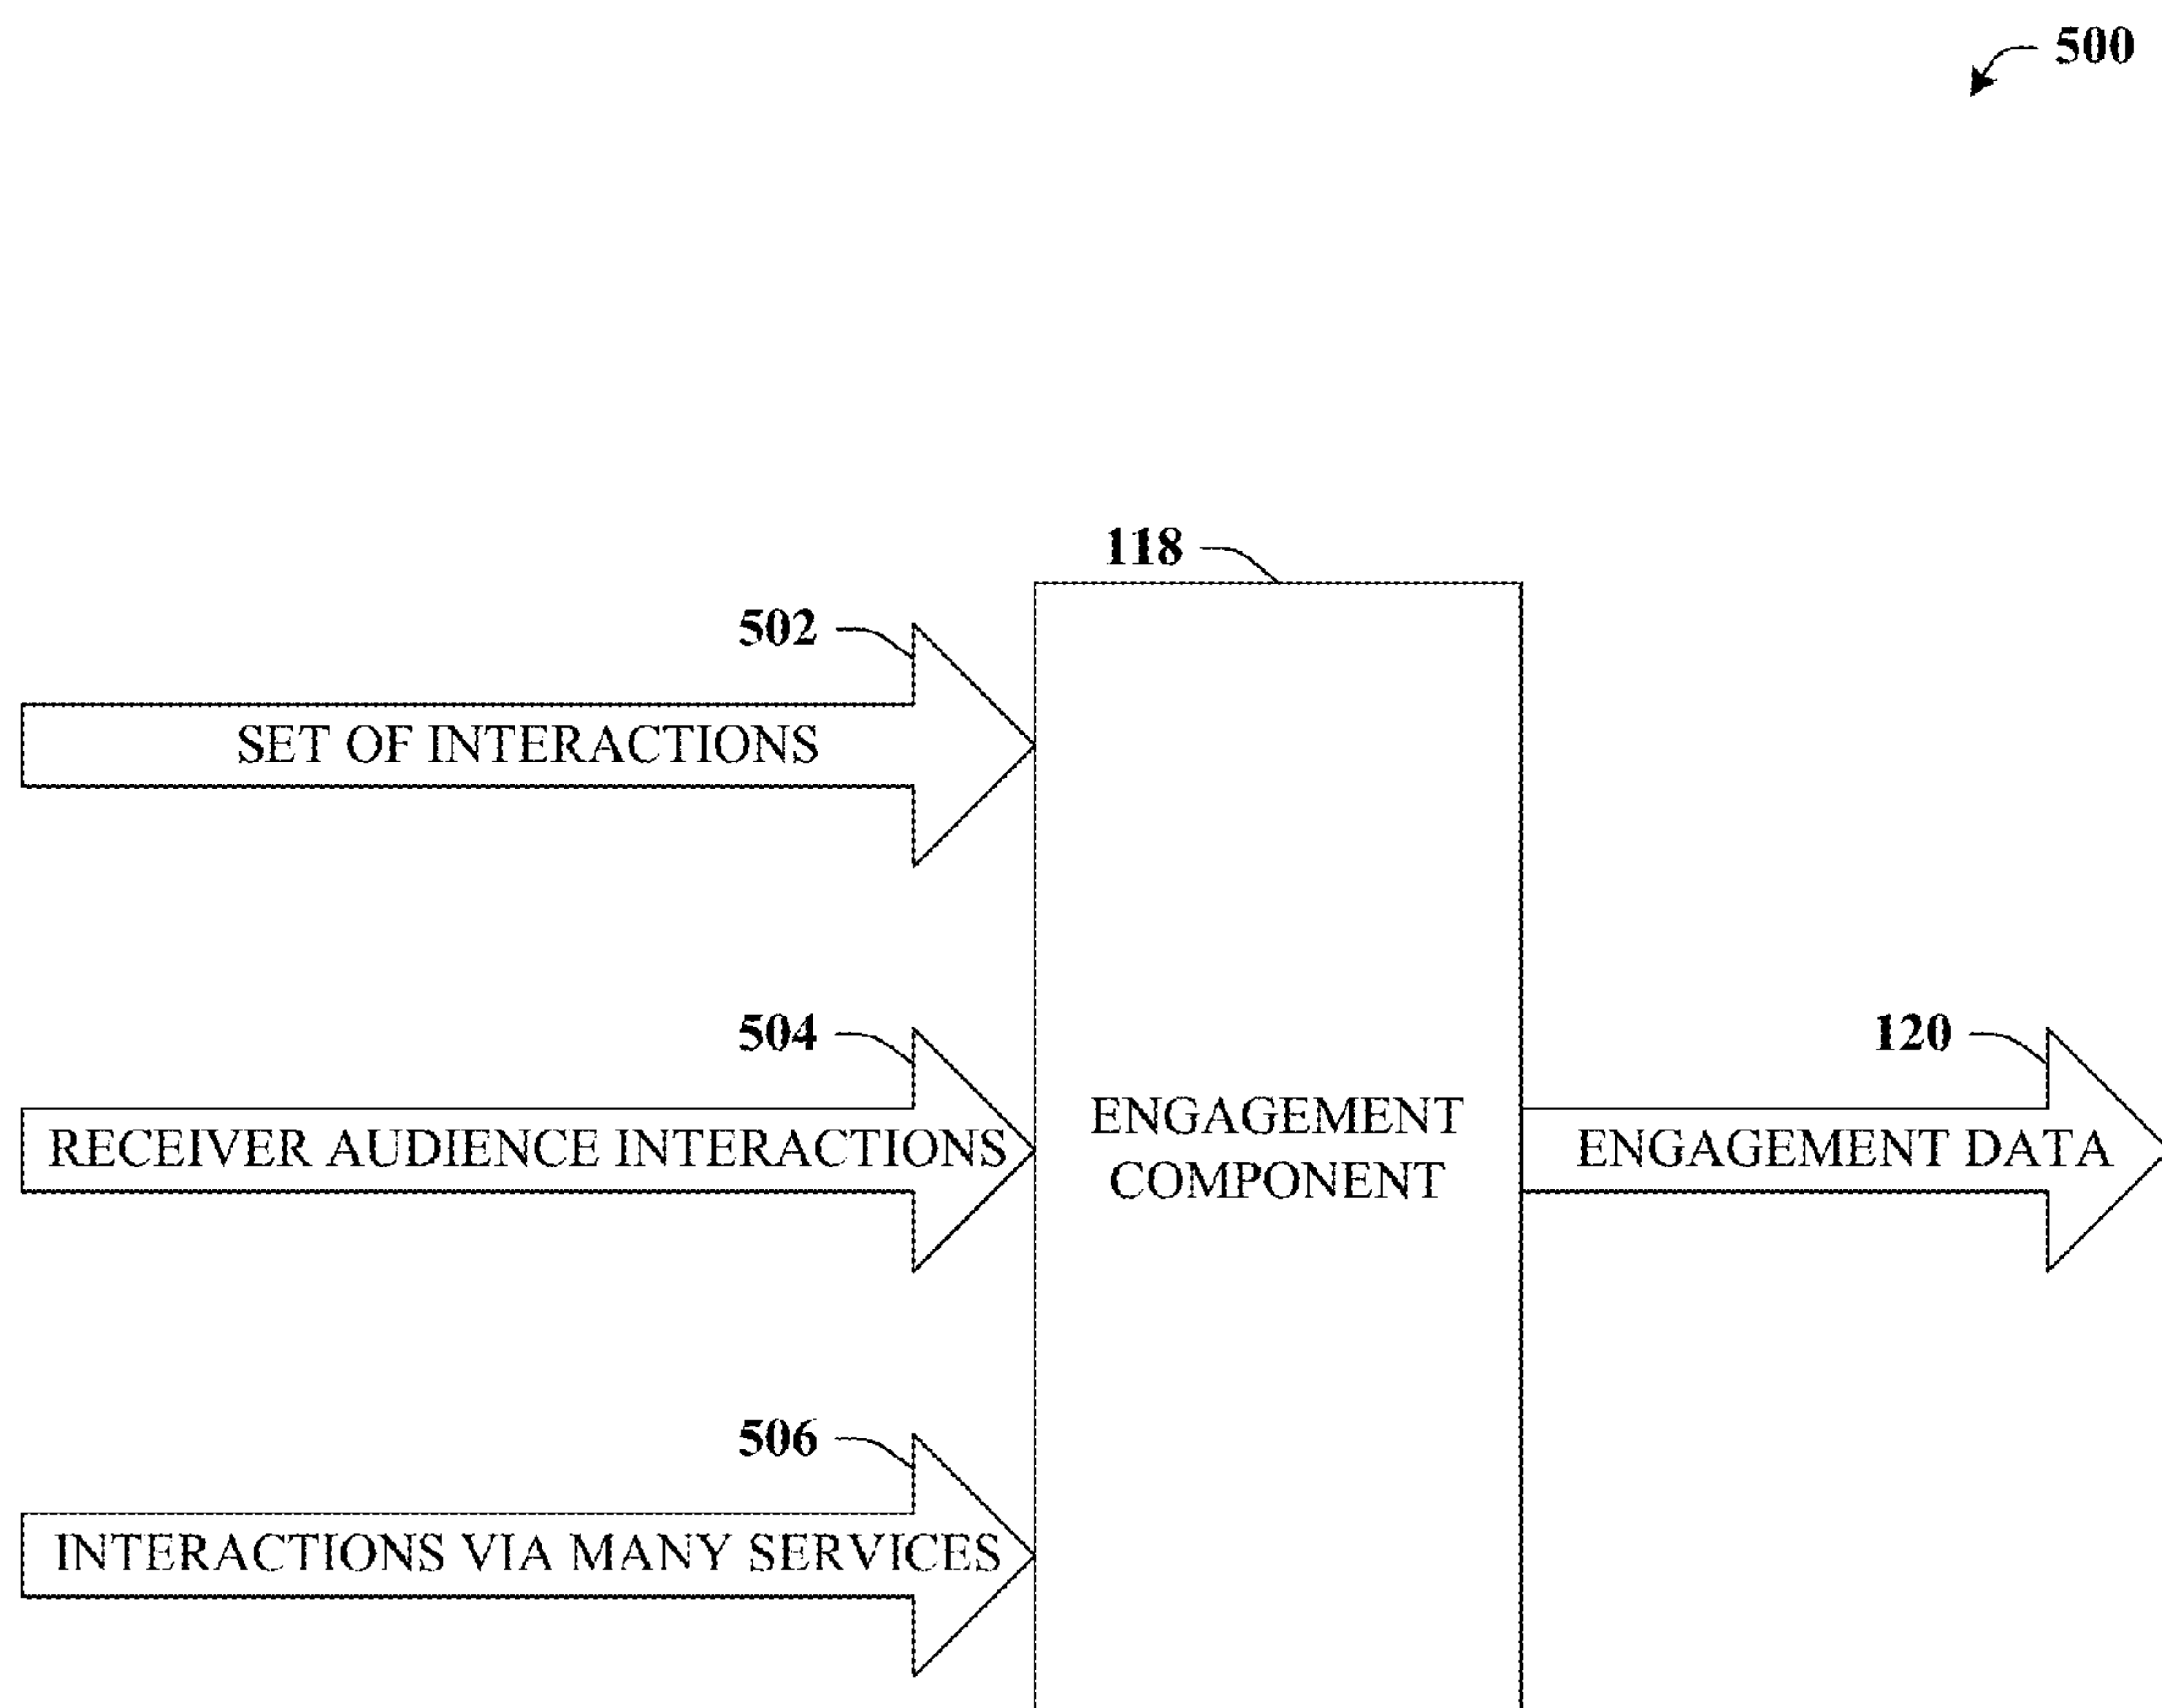 500
118
502
SET OF INTERACTIONS
504
RECEIVER AUDIENCE INTERACTIONS
ENGAGEMENT
COMPONENT
120
ENGAGEMENT DATA
506
INTERACTIONS VIA MANY SERVICES